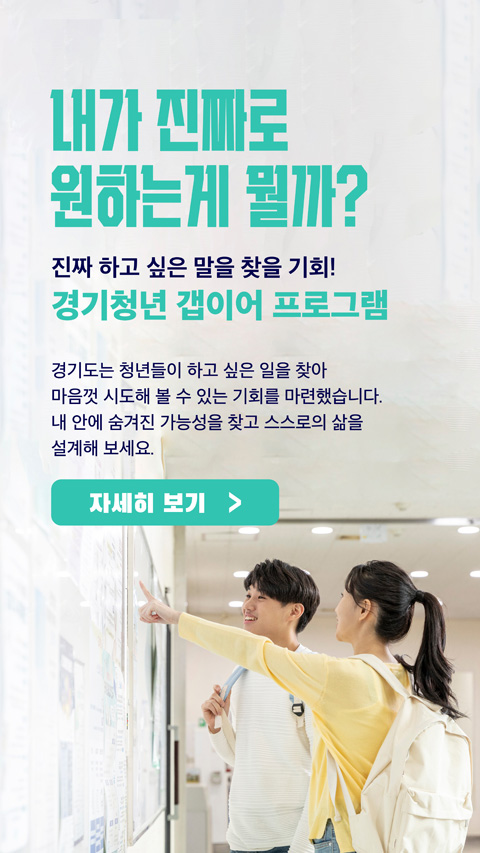 내가 진짜로
원하는게 뭘까?
진짜 하고 싶은 말을 찾을 기회!
경기청년 갭이어 프로그램
경기도는 청년들이 하고 싶은 일을 찾아
마음껏 시도해 볼 수 있는 기회를 마련했습니다.
내 안에 숨겨진 가능성을 찾고 스스로의 삶을
설계해 보세요.
자세히 보기 >